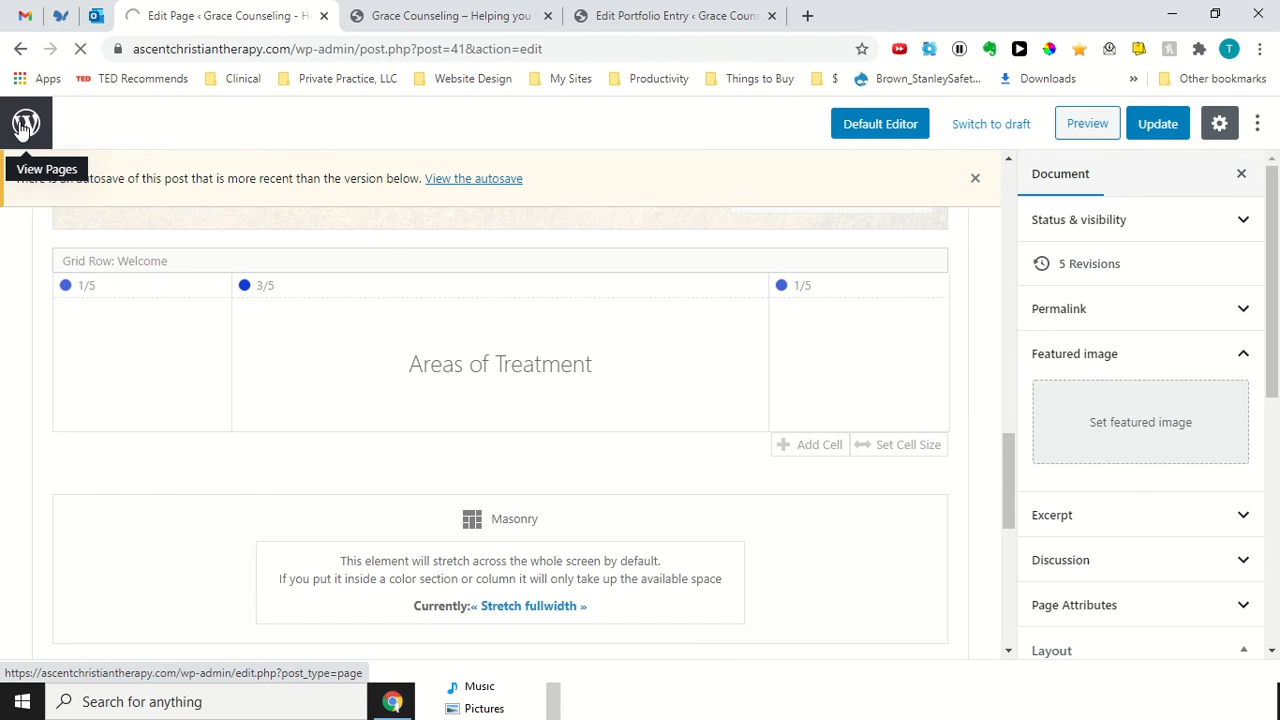 Edit Page ‹ Grace Counseling - H
Grace Counseling – Helping you
Edit Portfolio Entry ‹ Grace Couns
ascentchristiantherapy.com/wp-admin/post.php?post=41&action=edit
T
Apps
TED TED Recommends
Clinical
Private Practice, LLC
Website Design
My Sites
Productivity
Things to Buy
$
Brown_StanleySafet...
Downloads
»
Other bookmarks
Default Editor
Switch to draft
Preview
Update
View Pages
There is an autosave of this post that is more recent than the version below. View the autosave
Document
Status & visibility
5 Revisions
Permalink
Featured image
Set featured image
Excerpt
Discussion
Page Attributes
Layout
Grid Row: Welcome
1/5
3/5
1/5
Areas of Treatment
Add Cell
Set Cell Size
Masonry
This element will stretch across the whole screen by default.
If you put it inside a color section or column it will only take up the available space
Currently:« Stretch fullwidth »
https://ascentchristiantherapy.com/wp-admin/edit.php?post_type=page
Search for anything
Music
Pictures